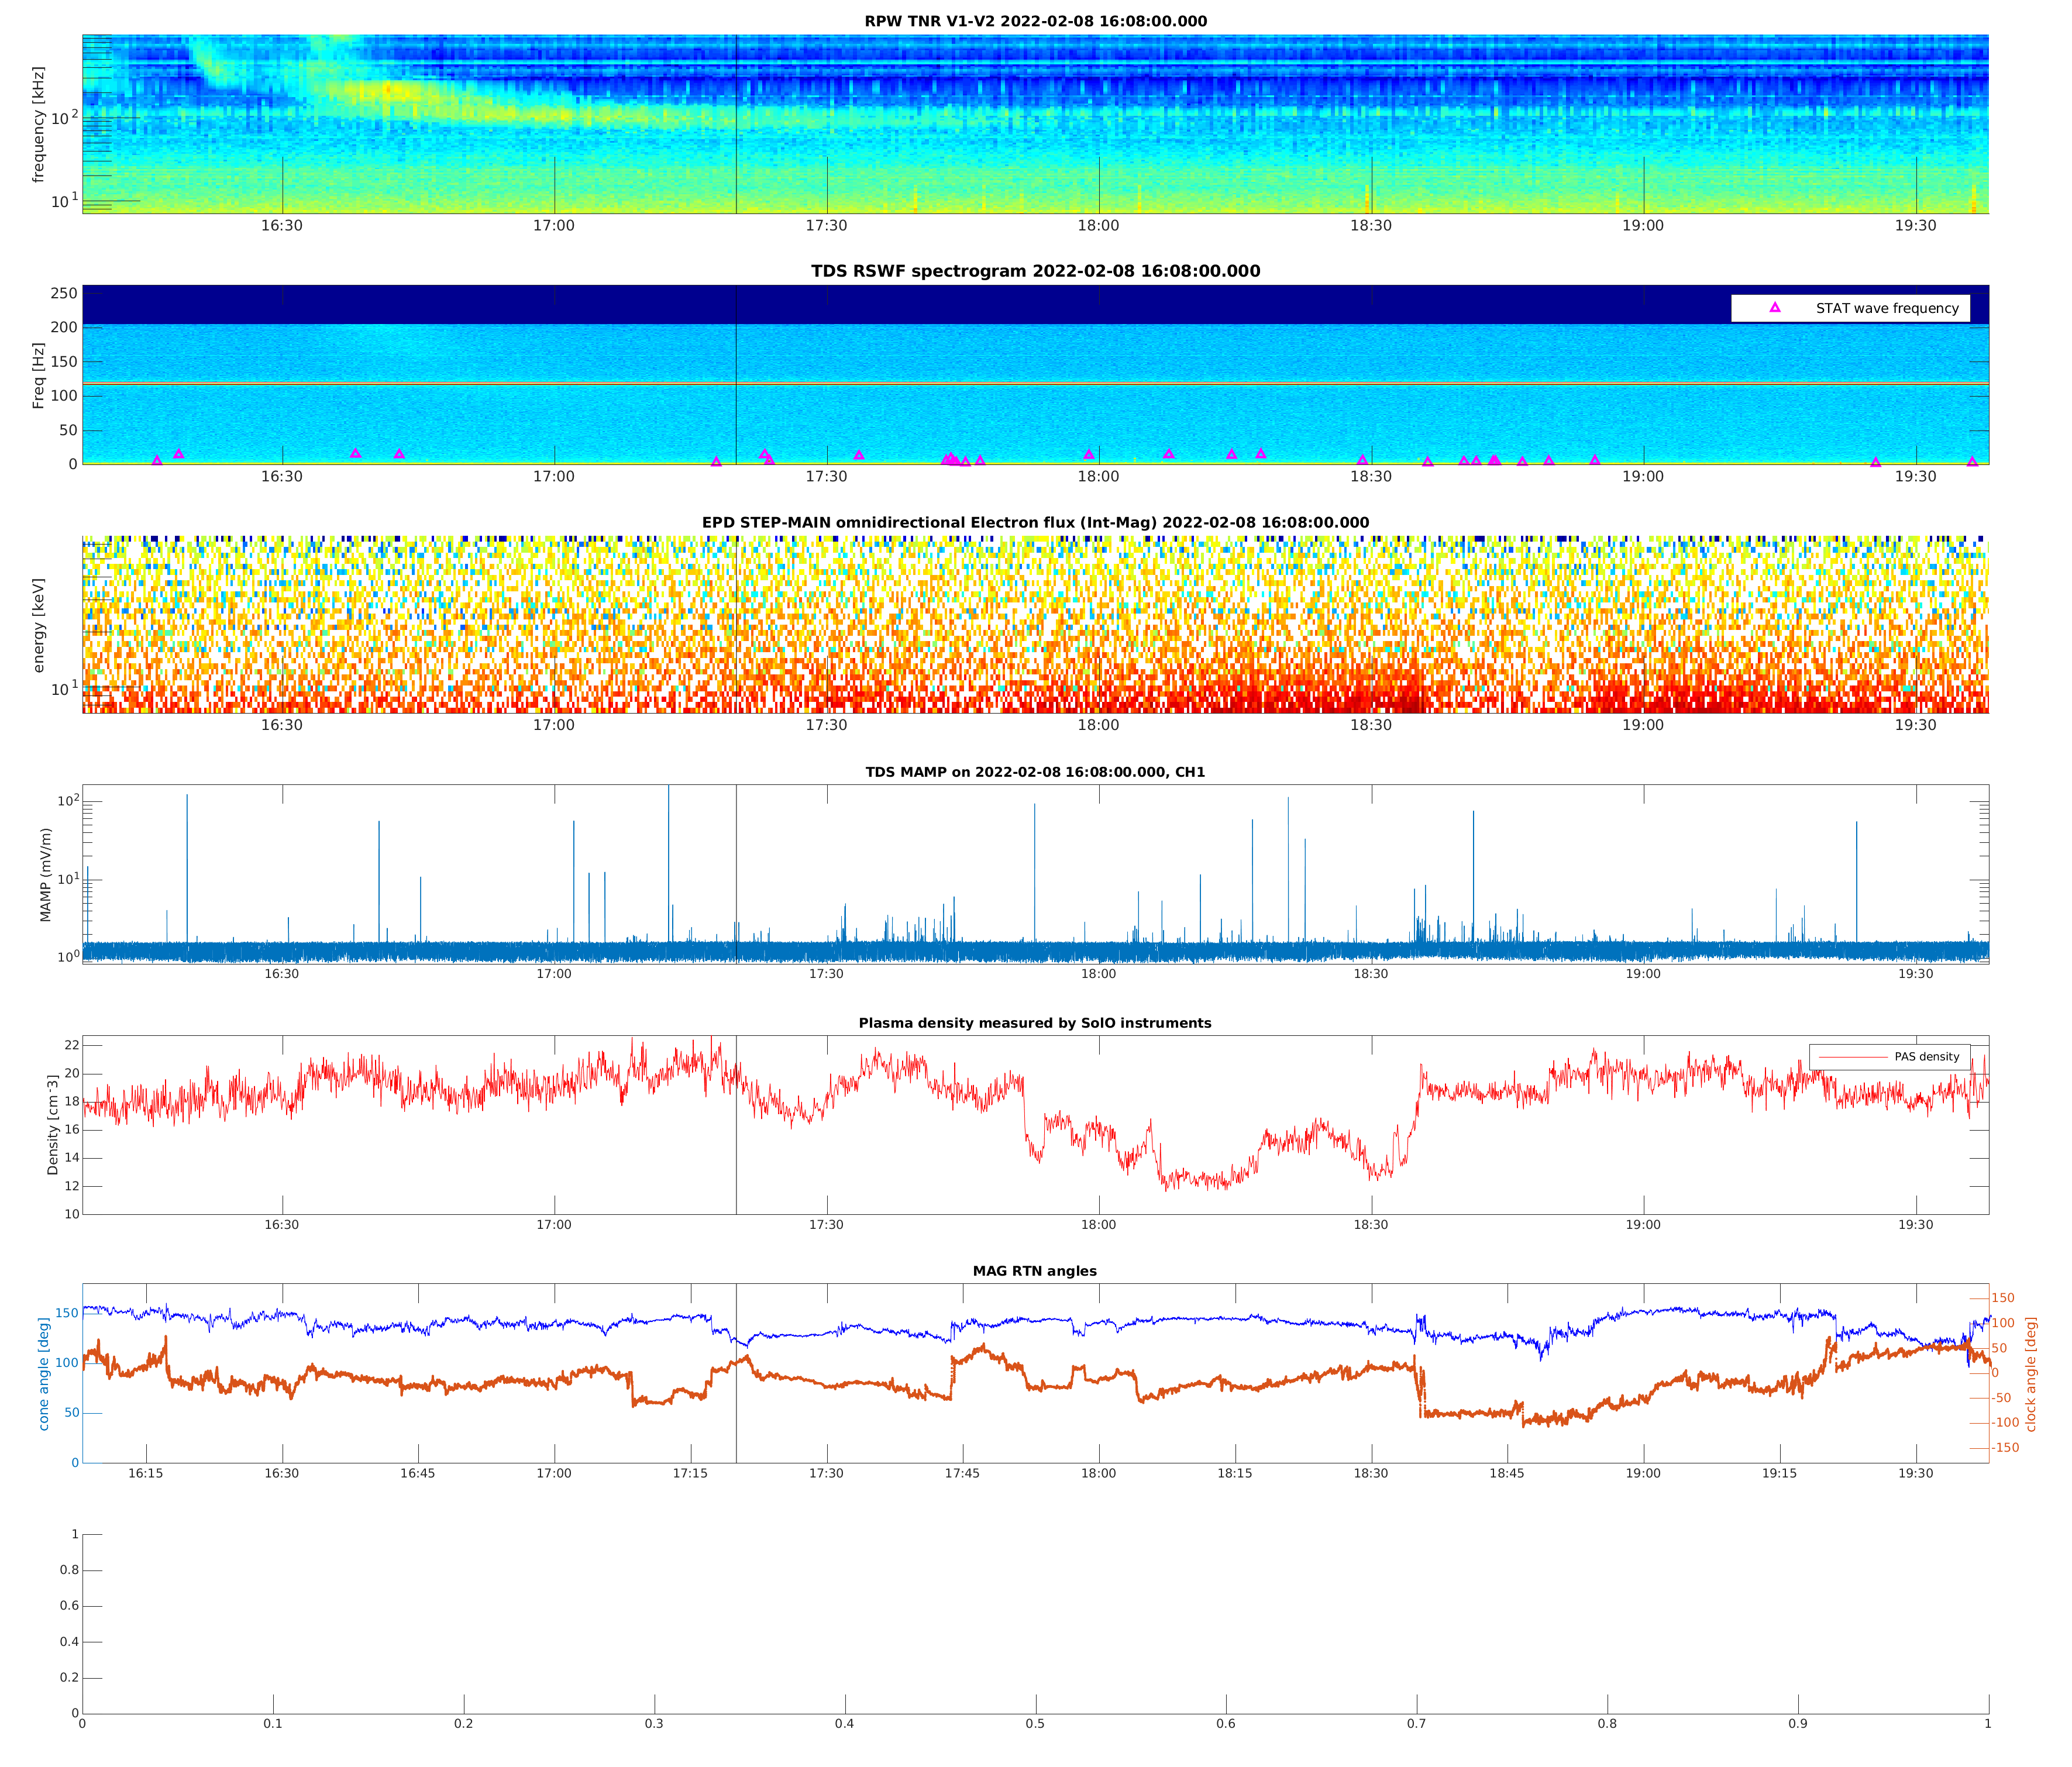 RPW TNR V1-V2 2022-02-08 16:08:00.000
frequency [kHz]
10^2
10^1
16:30 17:00 17:30 18:00 18:30 19:00 19:30
TDS RSWF spectrogram 2022-02-08 16:08:00.000
Freq [Hz]
250
200
150
100
50
0
STAT wave frequency
16:30 17:00 17:30 18:00 18:30 19:00 19:30
EPD STEP-MAIN omnidirectional Electron flux (Int-Mag) 2022-02-08 16:08:00.000
energy [keV]
10^1
16:30 17:00 17:30 18:00 18:30 19:00 19:30
TDS MAMP on 2022-02-08 16:08:00.000, CH1
MAMP (mV/m)
10^2
10^1
10^0
16:30 17:00 17:30 18:00 18:30 19:00 19:30
Plasma density measured by SolO instruments
Density [cm-3]
22
20
18
16
14
12
10
PAS density
16:30 17:00 17:30 18:00 18:30 19:00 19:30
MAG RTN angles
cone angle [deg]
150
100
50
0
150
100
50
0
-50
-100
-150
clock angle [deg]
16:15 16:30 16:45 17:00 17:15 17:30 17:45 18:00 18:15 18:30 18:45 19:00 19:15 19:30
1
0.8
0.6
0.4
0.2
0
0 0.1 0.2 0.3 0.4 0.5 0.6 0.7 0.8 0.9 1